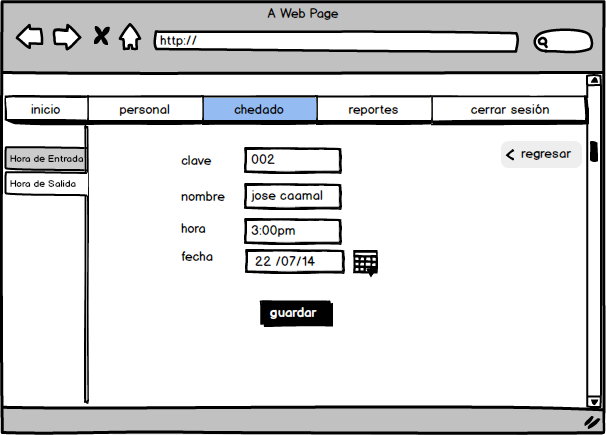 A Web Page
http://
inicio personal chedado reportes cerrar sesión
Hora de Entrada
Hora de Salida
clave 002
regresar
nombre jose caamal
hora 3:00pm
fecha 22 /07/14
guardar